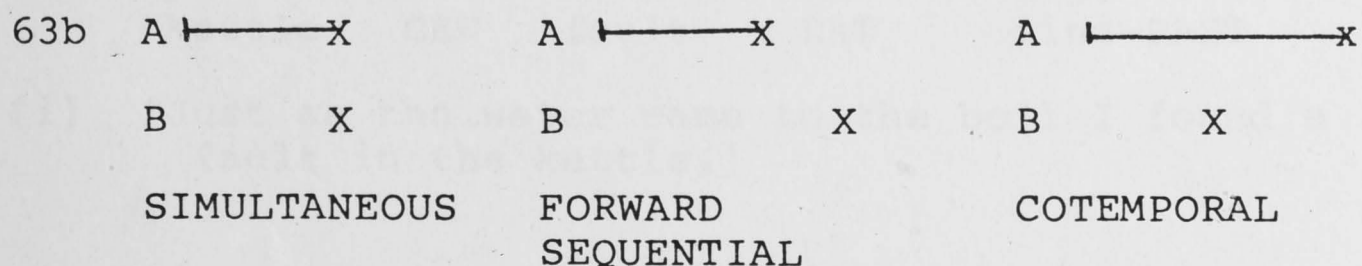 63b A X A X A x
B X B X B X
SIMULTANEOUS FORWARD COTEMPORAL
SEQUENTIAL